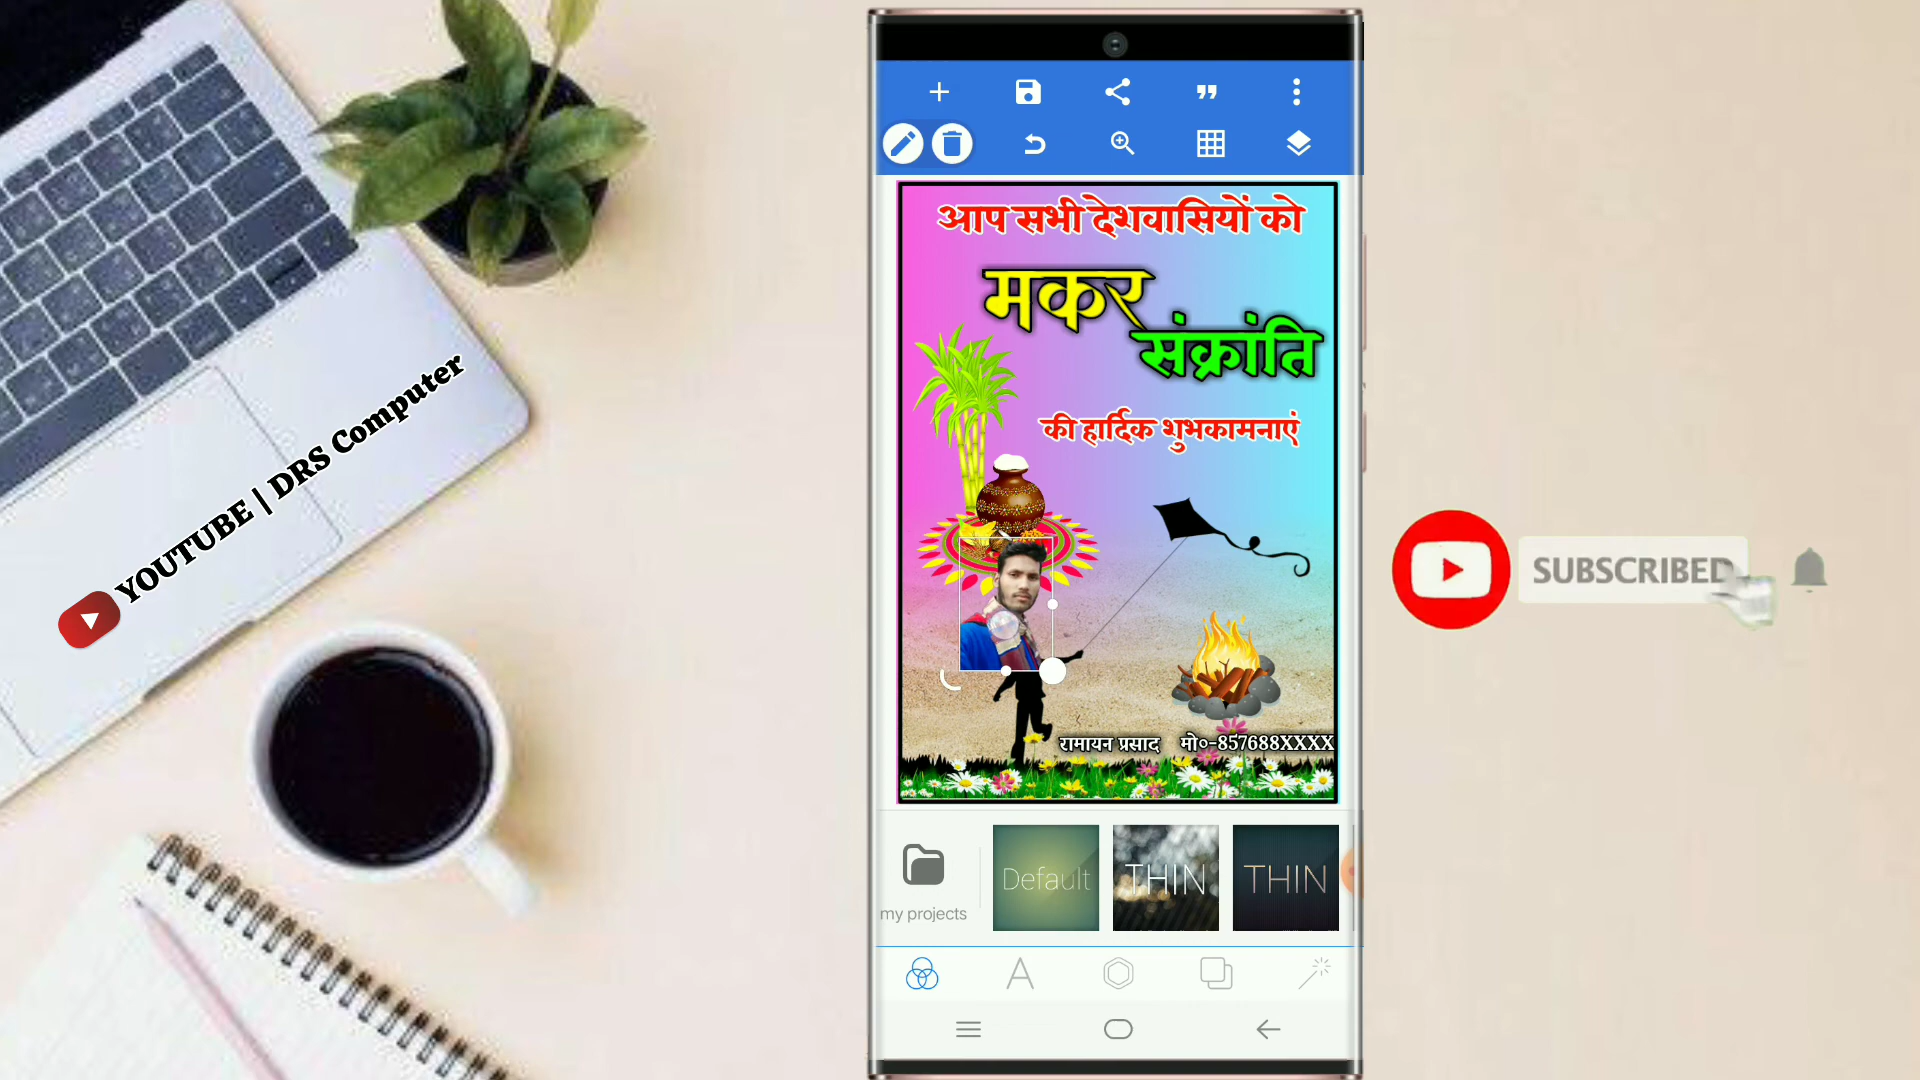 YOUTUBE | DRS Computer
आप सभी देशवासियों को
मकर
संक्रांति
की हार्दिक शुभकामनाएं
रामायन प्रसाद मो०-857688XXXX
my projects
Default
THIN
THIN
SUBSCRIBED